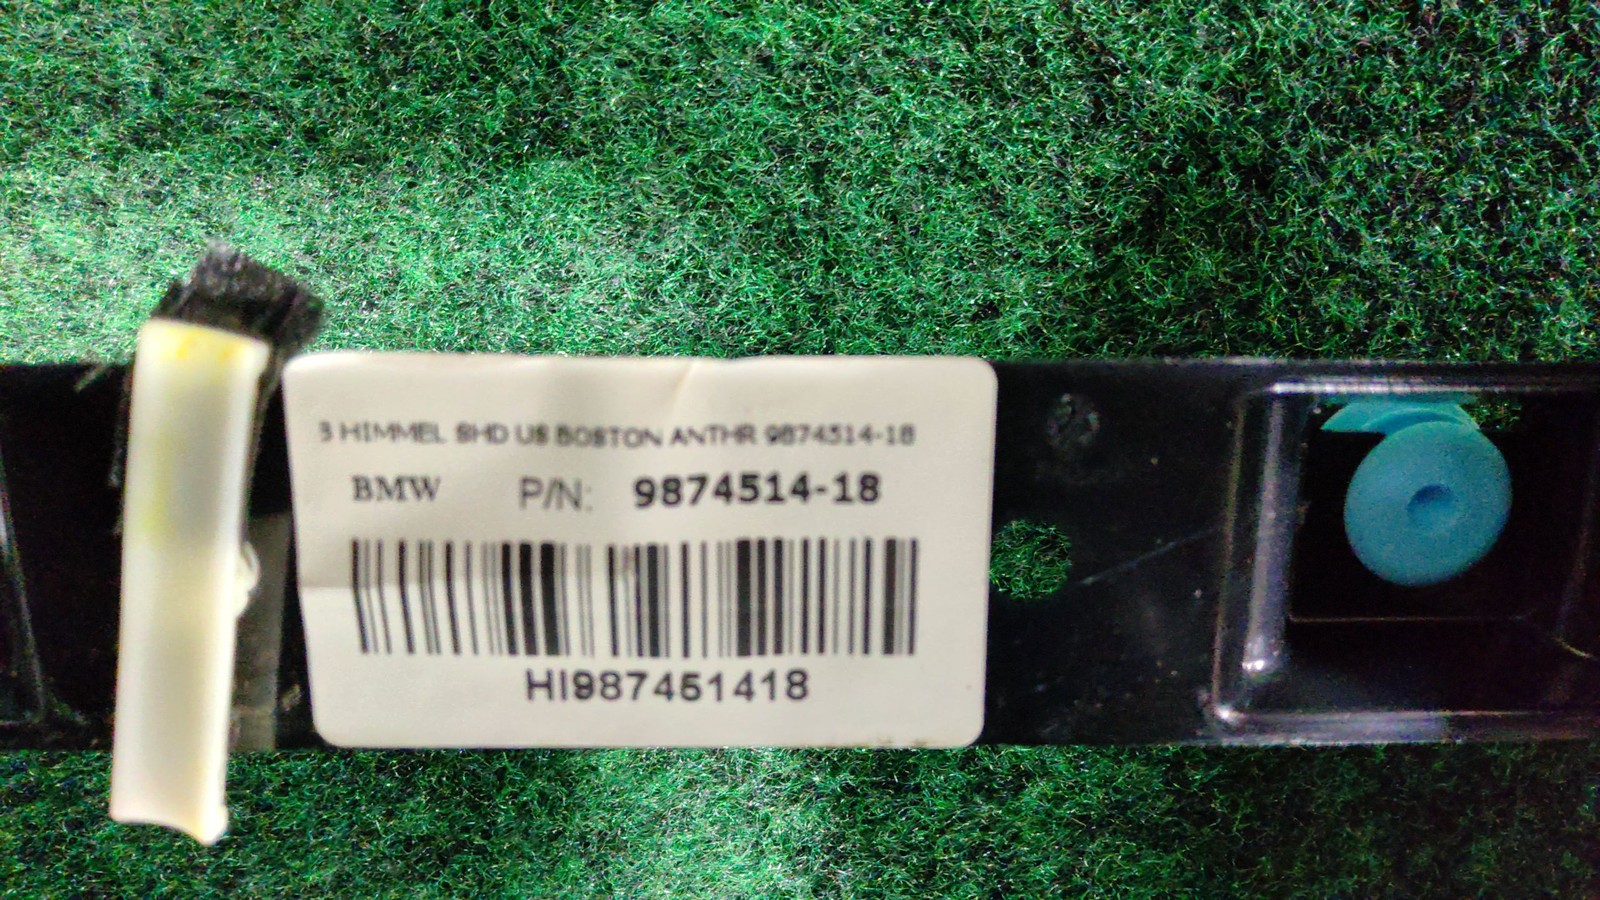 3 HIMMEL SHD US BOSTON ANTHR 9874514-18
BMW P/N: 9874514-18
HI987451418